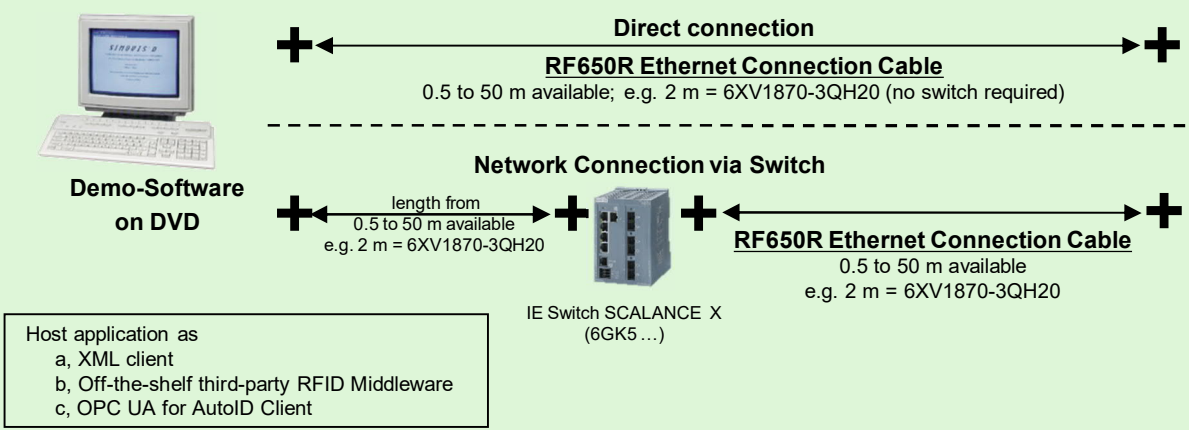 SIMOVIS D
Direct connection
RF650R Ethernet Connection Cable
0.5 to 50 m available; e.g. 2 m = 6XV1870-3QH20 (no switch required)
Network Connection via Switch
Demo-Software
on DVD
length from
0.5 to 50 m available
e.g. 2 m = 6XV1870-3QH20
RF650R Ethernet Connection Cable
0.5 to 50 m available
e.g. 2 m = 6XV1870-3QH20
IE Switch SCALANCE X
(6GK5 ...)
Host application as
a, XML client
b, Off-the-shelf third-party RFID Middleware
c, OPC UA for AutoID Client